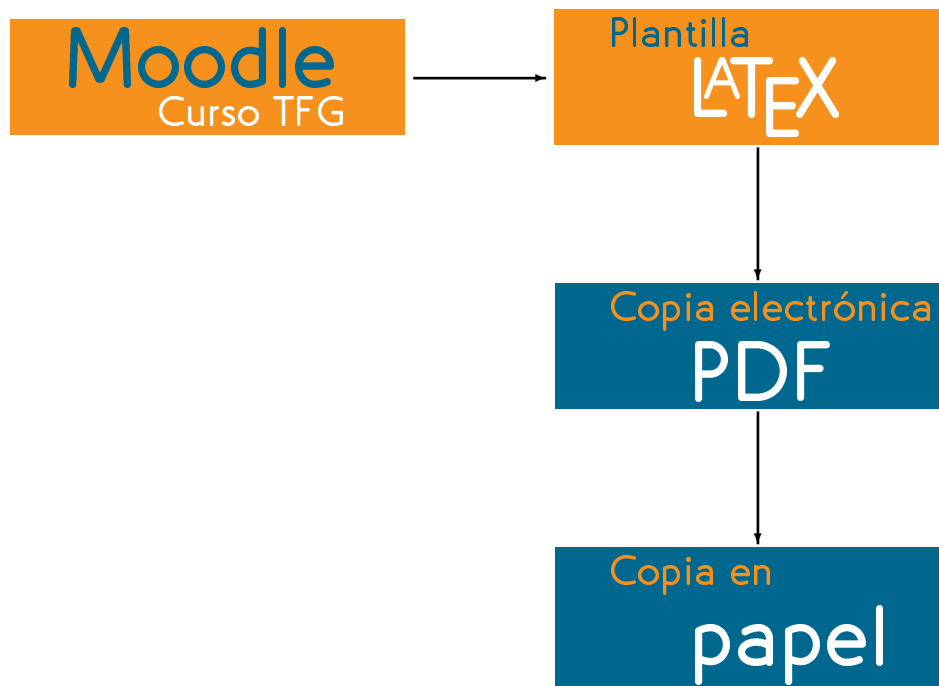 Moodle
Curso TFG
Plantilla
LATEX
Copia electrónica
PDF
Copia en
papel